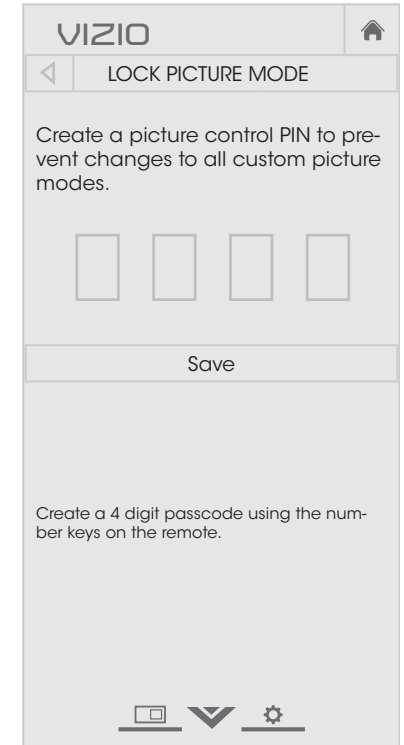 VIZIO
LOCK PICTURE MODE
Create a picture control PIN to pre-
vent changes to all custom picture
modes.
Save
Create a 4 digit passcode using the num-
ber keys on the remote.